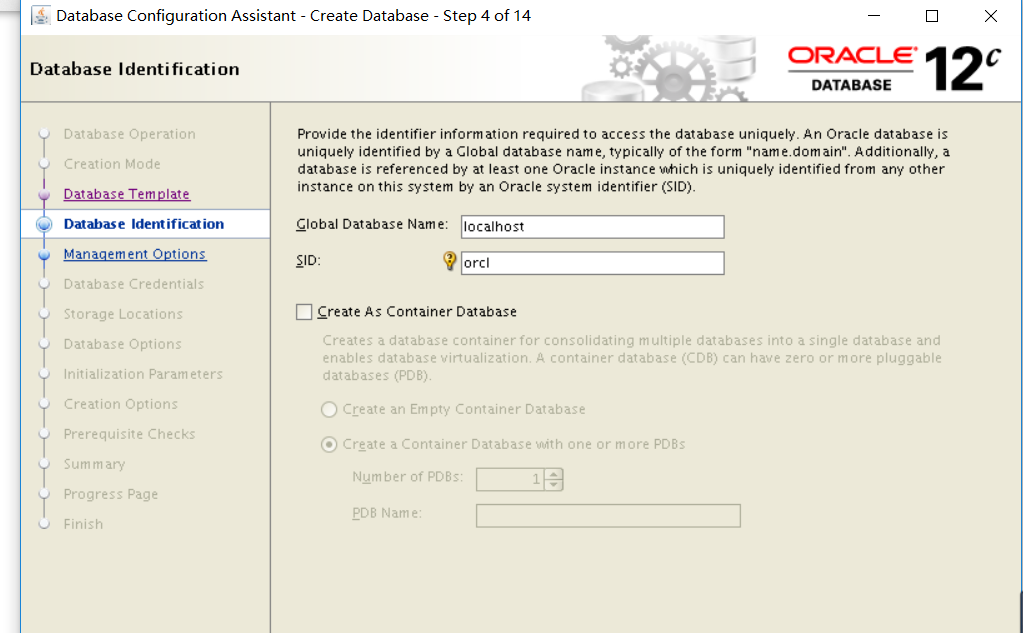 Database Configuration Assistant - Create Database - Step 4 of 14
Database Identification
ORACLE®
DATABASE
12c
Database Operation
Creation Mode
Database Template
Database Identification
Management Options
Database Credentials
Storage Locations
Database Options
Initialization Parameters
Creation Options
Prerequisite Checks
Summary
Progress Page
Finish
Provide the identifier information required to access the database uniquely. An Oracle database is
uniquely identified by a Global database name, typically of the form "name.domain". Additionally, a
database is referenced by at least one Oracle instance which is uniquely identified from any other
instance on this system by an Oracle system identifier (SID).
Global Database Name: localhost
SID: orcl
Create As Container Database
Creates a database container for consolidating multiple databases into a single database and
enables database virtualization. A container database (CDB) can have zero or more pluggable
databases (PDB).
Create an Empty Container Database
Create a Container Database with one or more PDBs
Number of PDBs: 1
PDB Name: